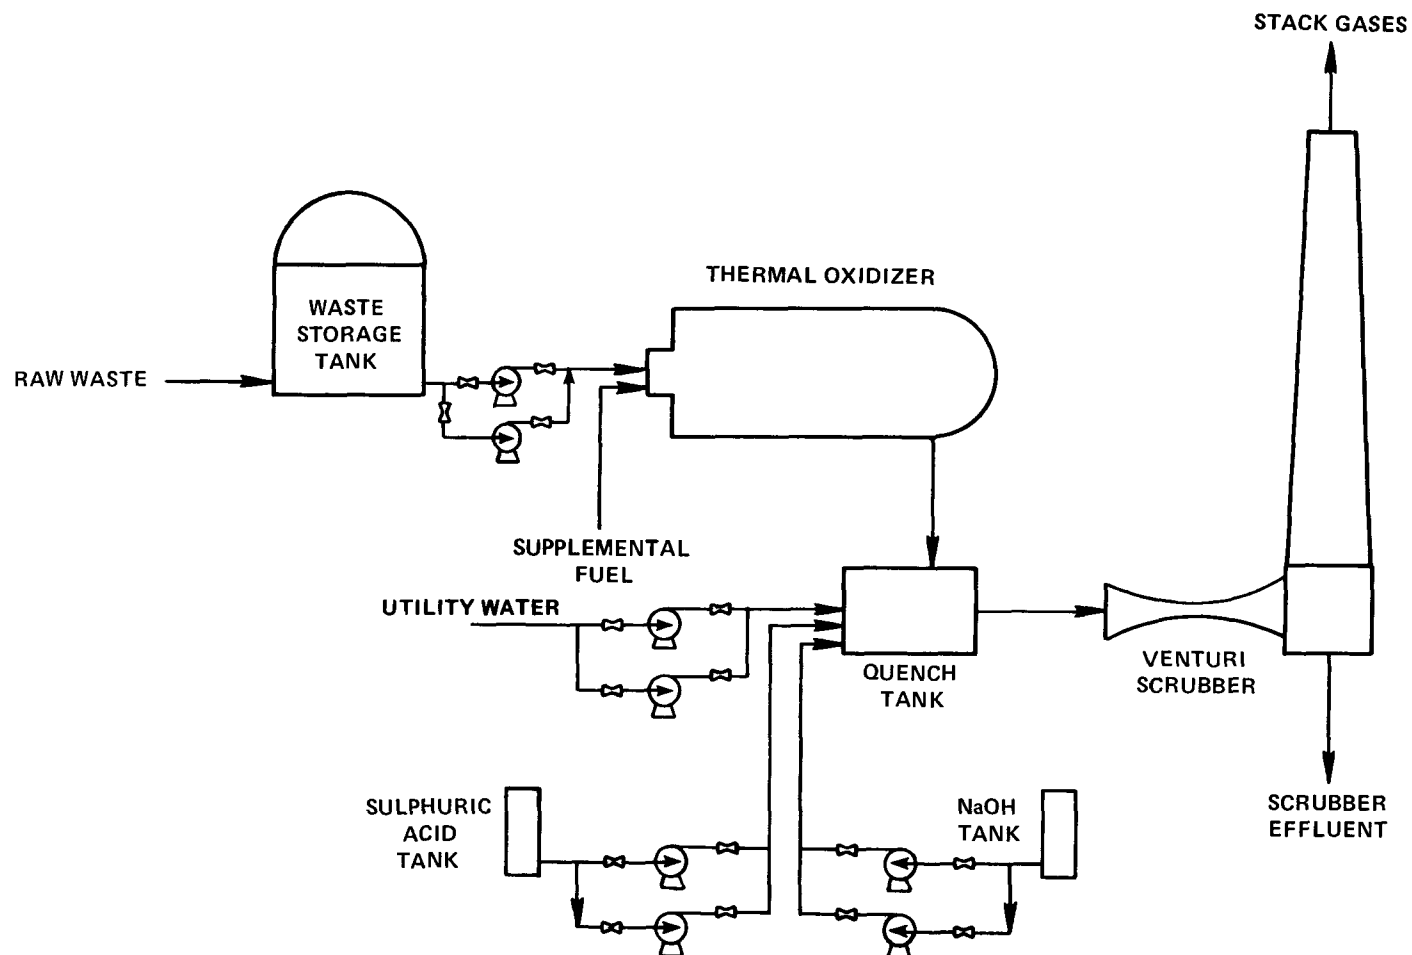 STACK GASES
THERMAL OXIDIZER
WASTE
STORAGE
TANK
RAW WASTE
SUPPLEMENTAL
FUEL
UTILITY WATER
QUENCH
TANK
VENTURI
SCRUBBER
SULPHURIC
ACID
TANK
NaOH
TANK
SCRUBBER
EFFLUENT